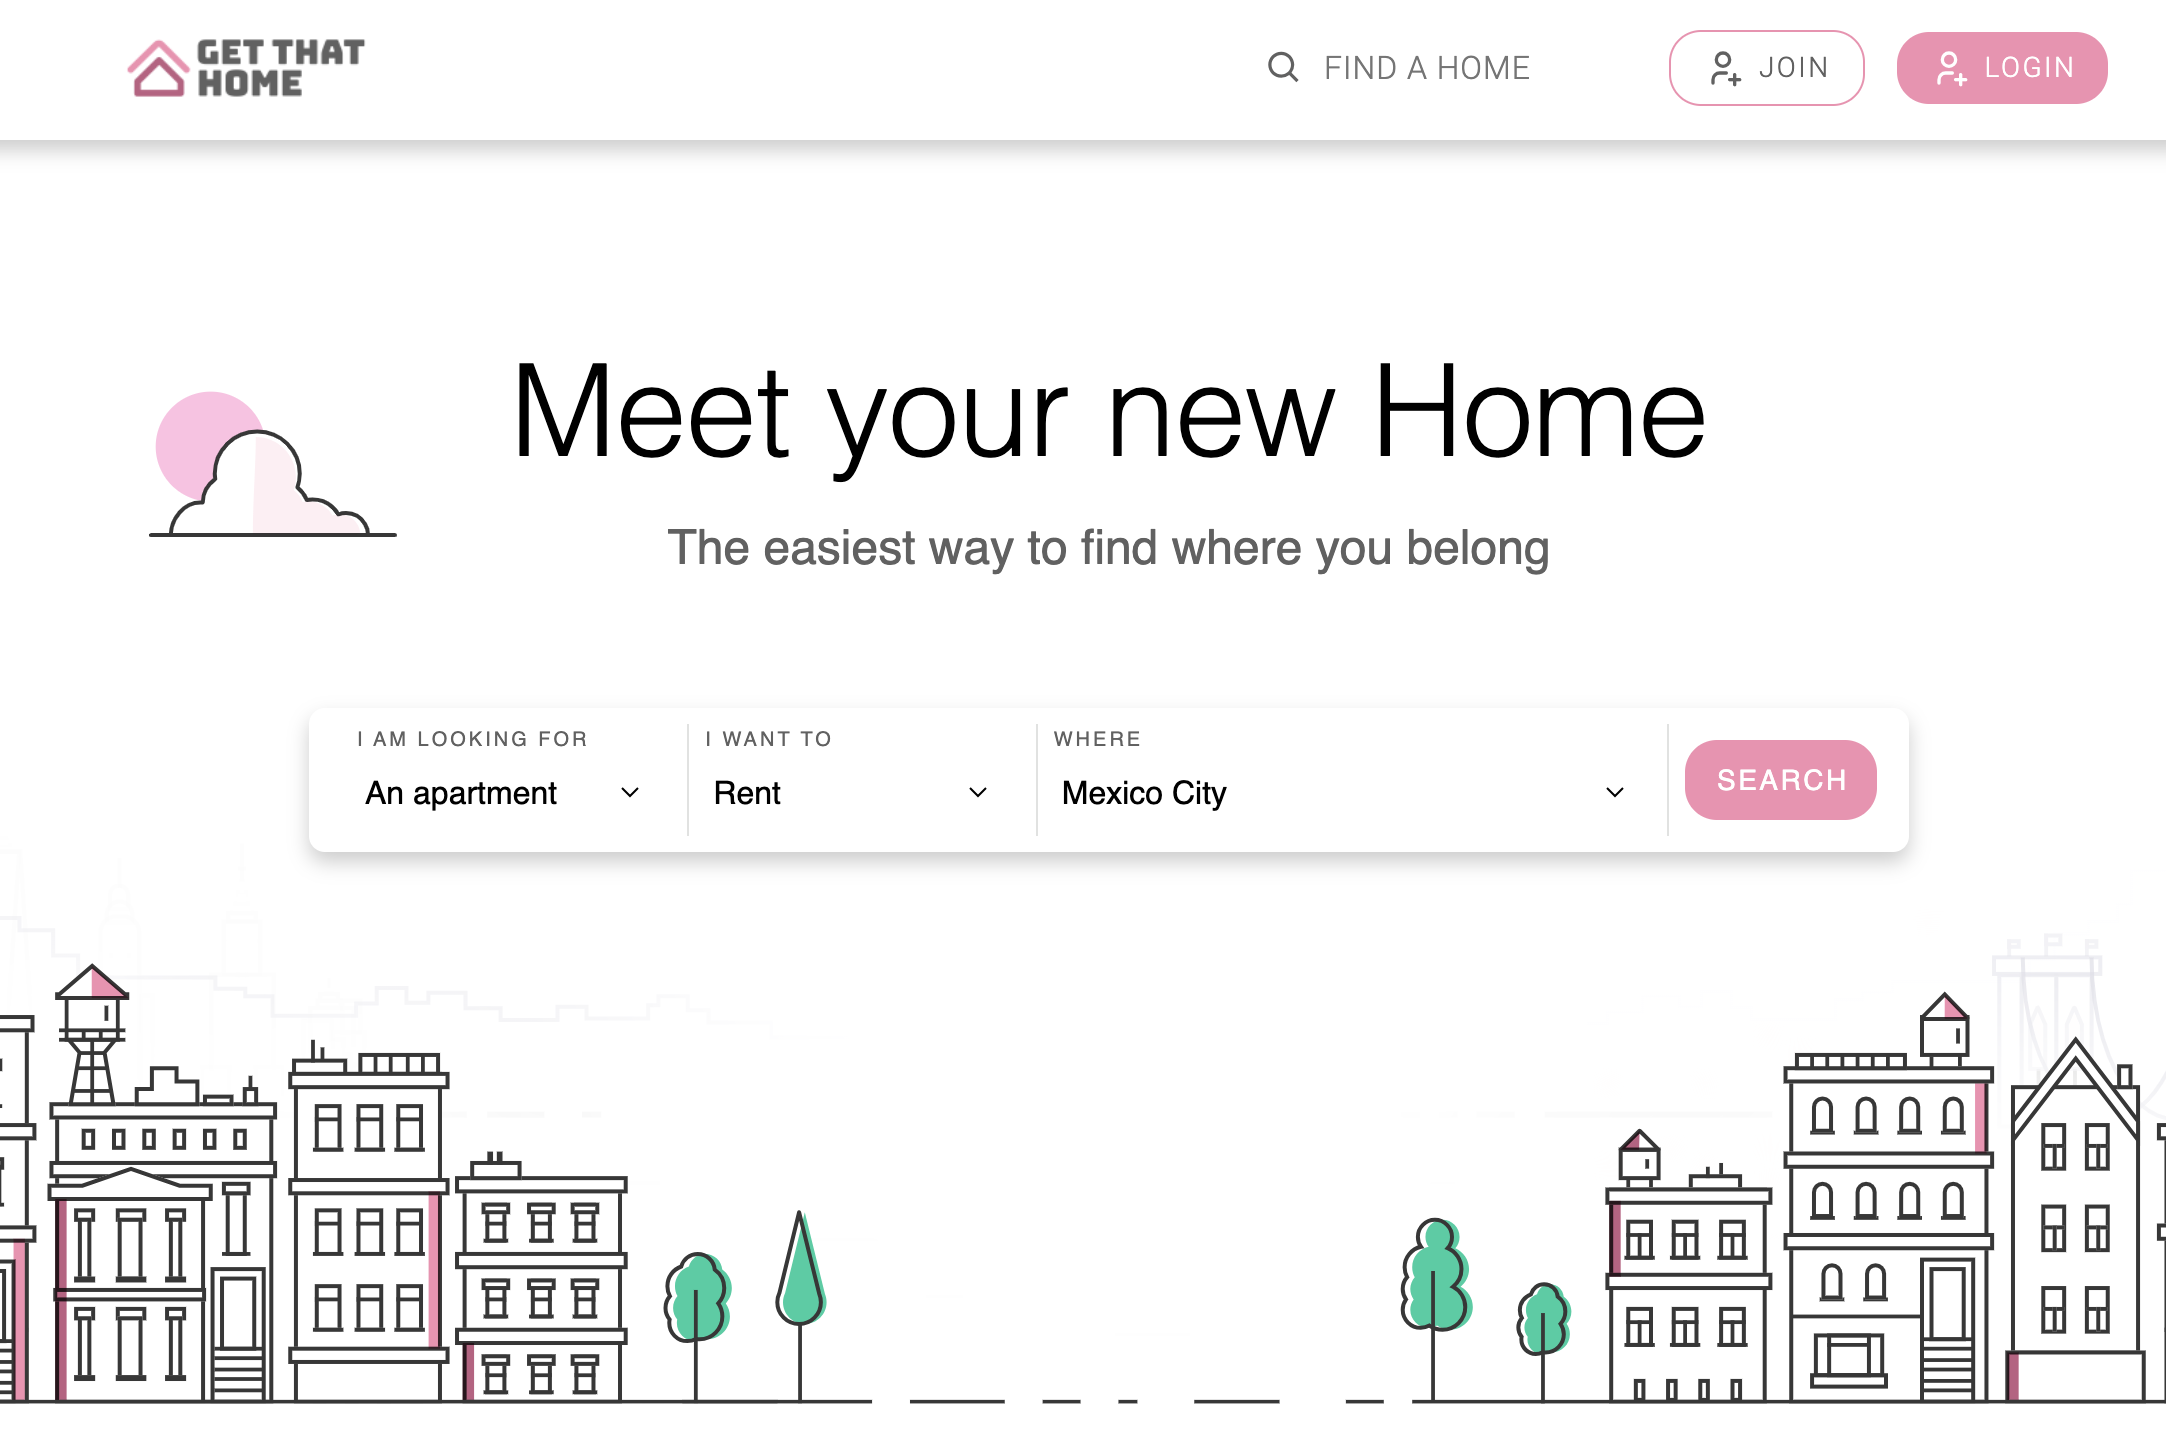 GET THAT
HOME
FIND A HOME
JOIN
LOGIN
Meet your new Home
The easiest way to find where you belong
I AM LOOKING FOR
An apartment
I WANT TO
Rent
WHERE
Mexico City
SEARCH